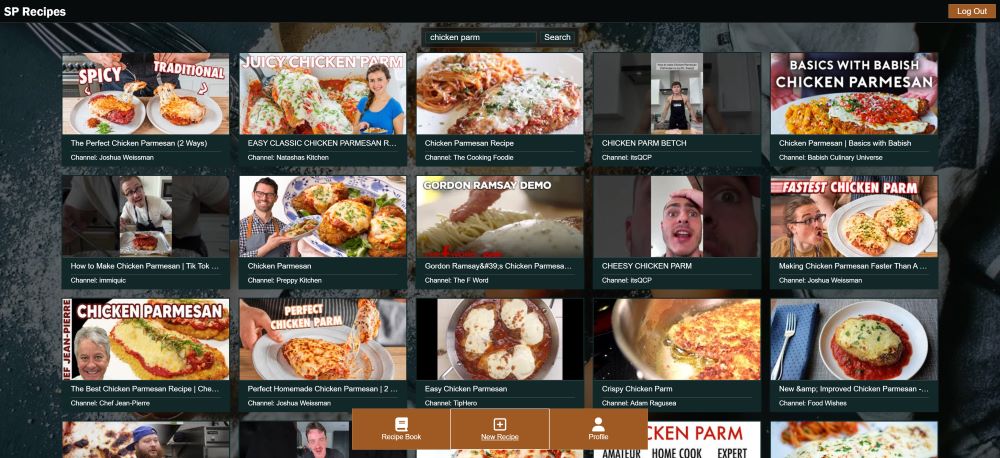 SP Recipes
Log Out
chicken parm
Search
SPICY
TRADITIONAL
JUICY CHICKEN PARM
BASICS WITH BABISH
CHICKEN PARMESAN
The Perfect Chicken Parmesan (2 Ways)
EASY CLASSIC CHICKEN PARMESAN R...
Chicken Parmesan Recipe
CHICKEN PARM BETCH
Chicken Parmesan | Basics with Babish
Channel: Joshua Weissman
Channel: Natashas Kitchen
Channel: The Cooking Foodie
Channel: itsQCP
Channel: Babish Culinary Universe
GORDON RAMSAY DEMO
FASTEST CHICKEN PARM
How to Make Chicken Parmesan | Tik Tok ...
Chicken Parmesan
Gordon Ramsay&#39;s Chicken Parmesa...
CHEESY CHICKEN PARM
Making Chicken Parmesan Faster Than A ...
Channel: immiquic
Channel: Preppy Kitchen
Channel: The F Word
Channel: itsQCP
Channel: Joshua Weissman
CHEF JEAN-PIERRE
CHICKEN PARMESAN
PERFECT
CHICKEN PARM
The Best Chicken Parmesan Recipe | Che...
Perfect Homemade Chicken Parmesan | 2 ...
Easy Chicken Parmesan
Crispy Chicken Parm
New &amp; Improved Chicken Parmesan -...
Channel: Chef Jean-Pierre
Channel: Joshua Weissman
Channel: TipHero
Channel: Adam Ragusea
Channel: Food Wishes
Recipe Book
New Recipe
Profile
CKEN PARM
AMATEUR HOME COOK EXPERT